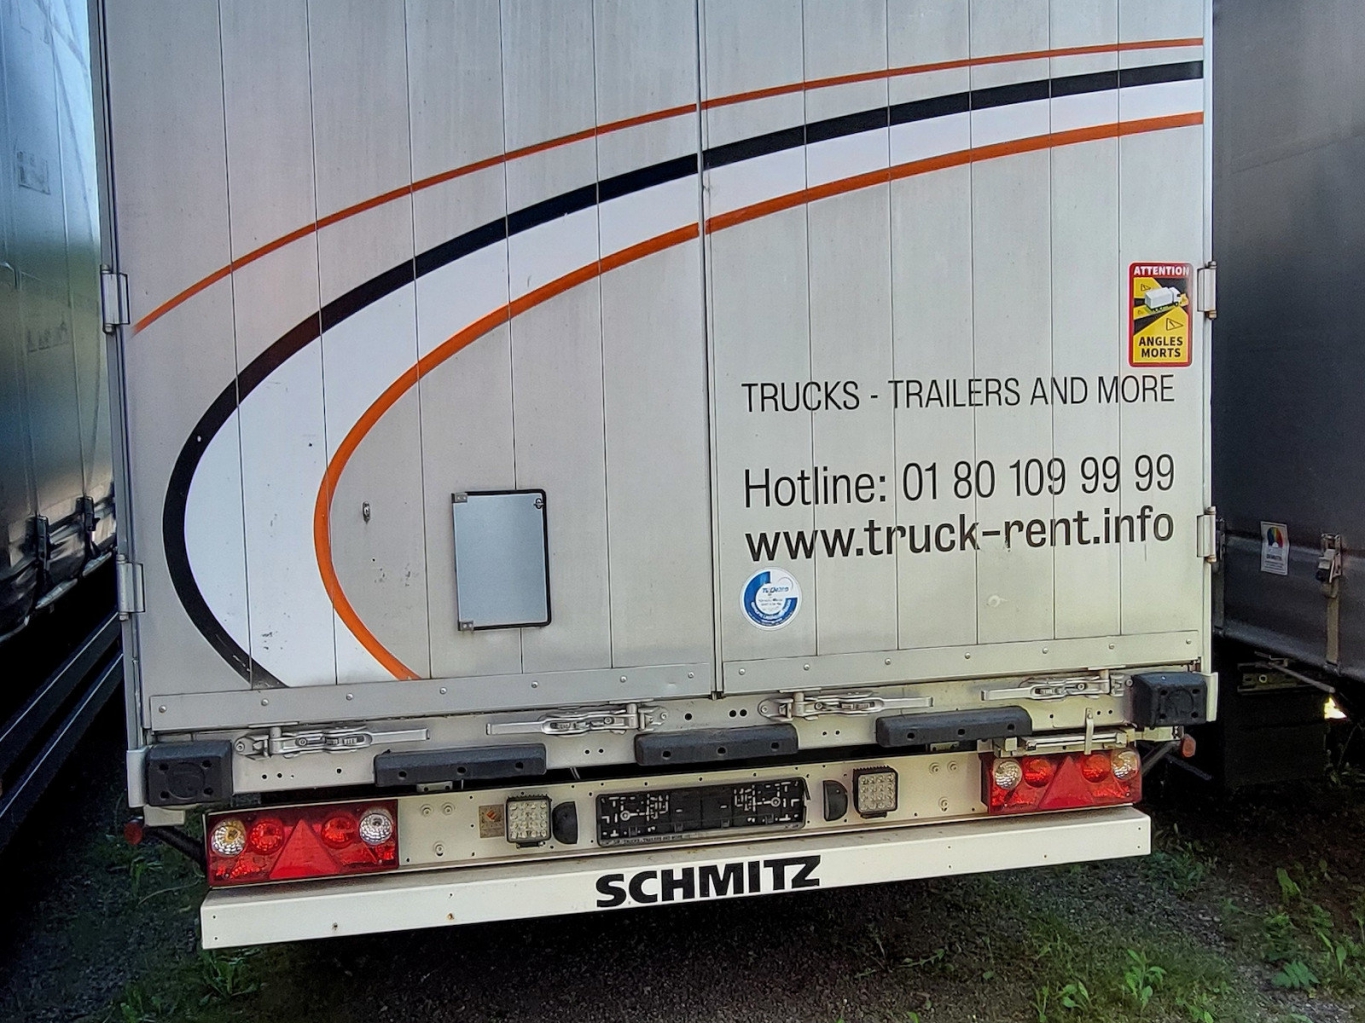 ATTENTION
ANGLES
MORTS
TRUCKS - TRAILERS AND MORE
Hotline: 01 80 109 99 99
www.truck-rent.info
SCHMITZ